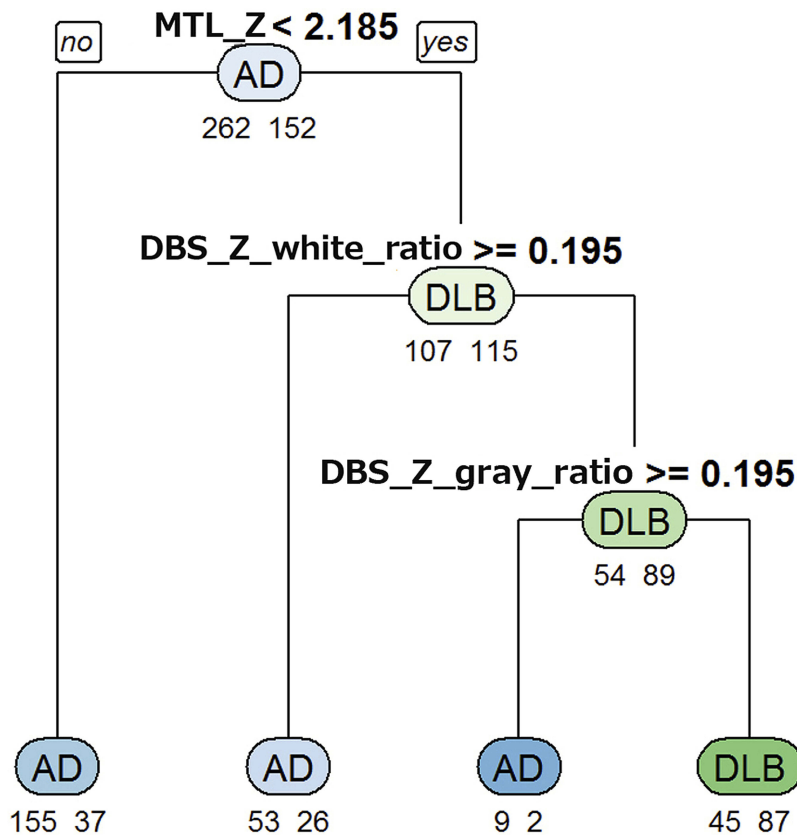 MTL_Z < 2.185
no
yes
AD
262 152
DBS_Z_white_ratio >= 0.195
DLB
107 115
DBS_Z_gray_ratio >= 0.195
DLB
54 89
AD
AD
AD
DLB
155 37
53 26
9 2
45 87